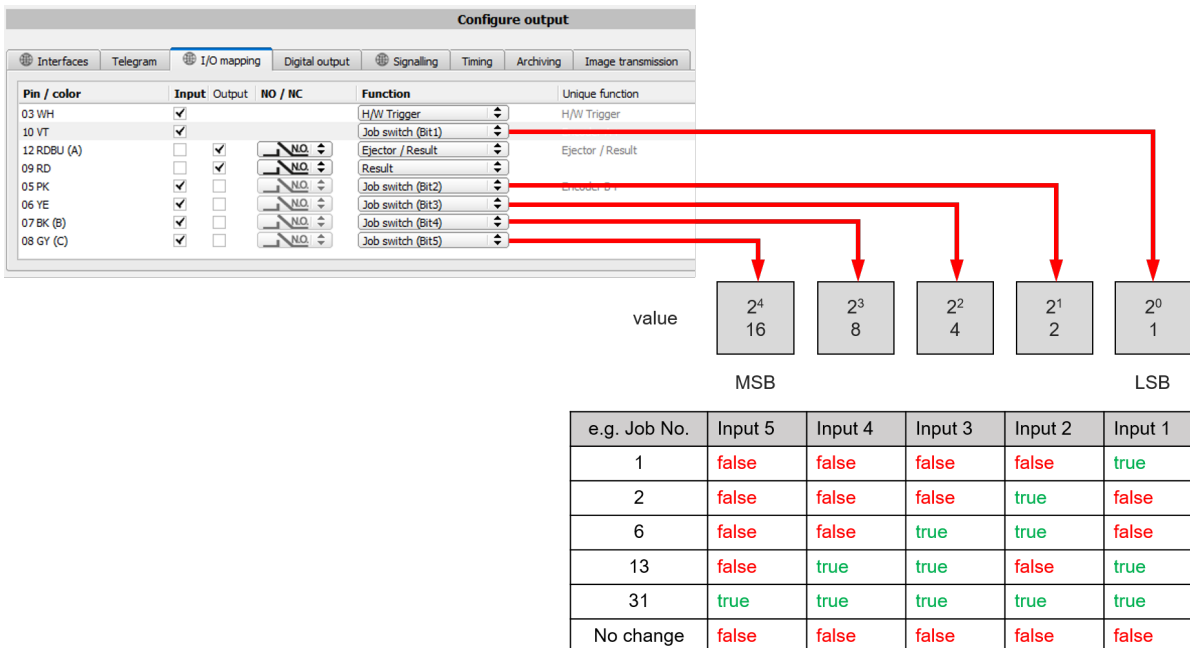 Configure output
Interfaces Telegram I/O mapping Digital output Signalling Timing Archiving Image transmission
Pin / color Input Output NO / NC Function Unique function
03 WH H/W Trigger H/W Trigger
10 VT Job switch (Bit1)
12 RDBU (A) N.O. Ejector / Result Ejector / Result
09 RD N.O. Result
05 PK N.O. Job switch (Bit2) Encoder
06 YE N.O. Job switch (Bit3)
07 BK (B) N.O. Job switch (Bit4)
08 GY (C) N.O. Job switch (Bit5)
2⁴ 2³ 2² 2¹ 2⁰
value 16 8 4 2 1
MSB LSB
e.g. Job No. Input 5 Input 4 Input 3 Input 2 Input 1
1 false false false false true
2 false false false true false
6 false false true true false
13 false true true false true
31 true true true true true
No change false false false false false